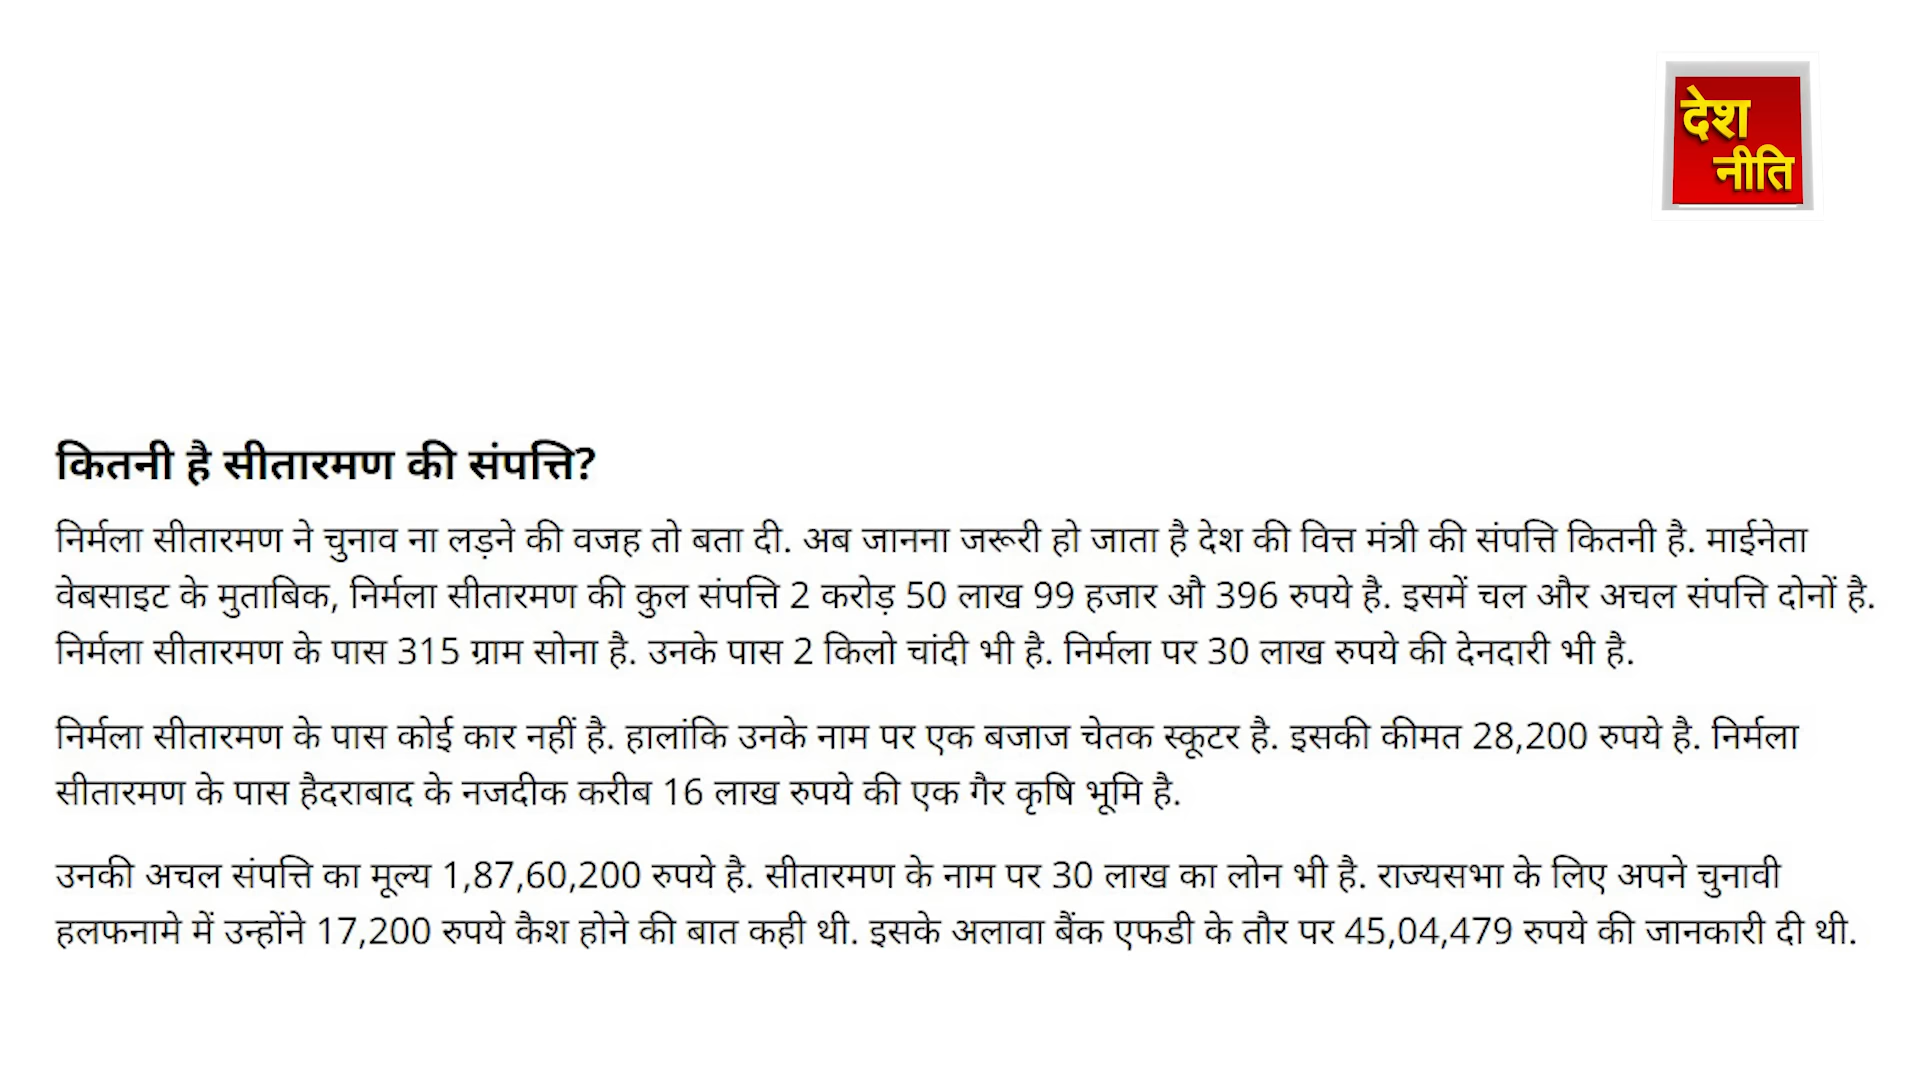 देश
नीति
कितनी है सीतारमण की संपत्ति?
निर्मला सीतारमण ने चुनाव ना लड़ने की वजह तो बता दी. अब जानना जरूरी हो जाता है देश की वित्त मंत्री की संपत्ति कितनी है. माईनेता
वेबसाइट के मुताबिक, निर्मला सीतारमण की कुल संपत्ति 2 करोड़ 50 लाख 99 हजार औ 396 रुपये है. इसमें चल और अचल संपत्ति दोनों है.
निर्मला सीतारमण के पास 315 ग्राम सोना है. उनके पास 2 किलो चांदी भी है. निर्मला पर 30 लाख रुपये की देनदारी भी है.
निर्मला सीतारमण के पास कोई कार नहीं है. हालांकि उनके नाम पर एक बजाज चेतक स्कूटर है. इसकी कीमत 28,200 रुपये है. निर्मला
सीतारमण के पास हैदराबाद के नजदीक करीब 16 लाख रुपये की एक गैर कृषि भूमि है.
उनकी अचल संपत्ति का मूल्य 1,87,60,200 रुपये है. सीतारमण के नाम पर 30 लाख का लोन भी है. राज्यसभा के लिए अपने चुनावी
हलफनामे में उन्होंने 17,200 रुपये कैश होने की बात कही थी. इसके अलावा बैंक एफडी के तौर पर 45,04,479 रुपये की जानकारी दी थी.